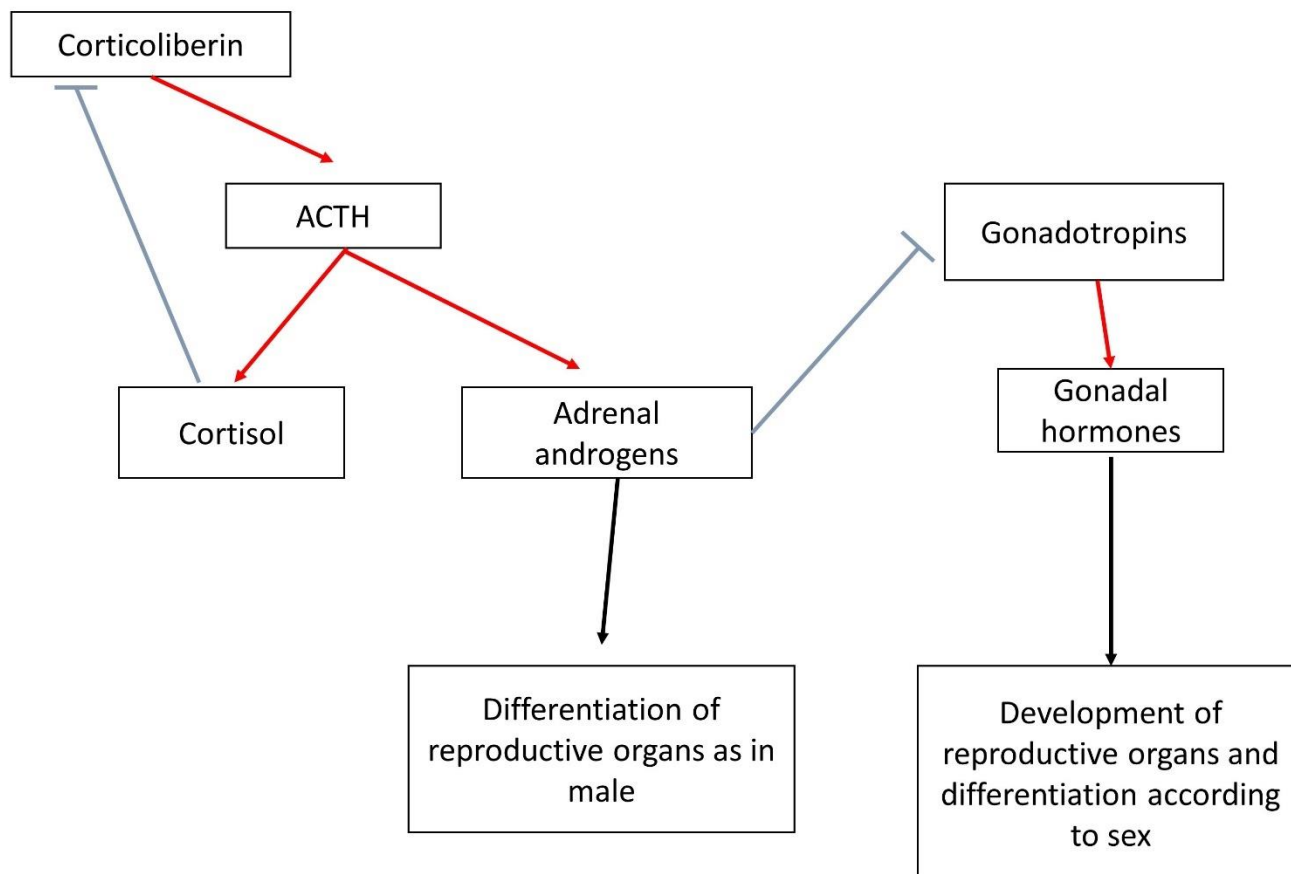 Corticoliberin
ACTH
Gonadotropins
Cortisol
Adrenal
androgens
Gonadal
hormones
Differentiation of
reproductive organs as in
male
Development of
reproductive organs and
differentiation according
to sex